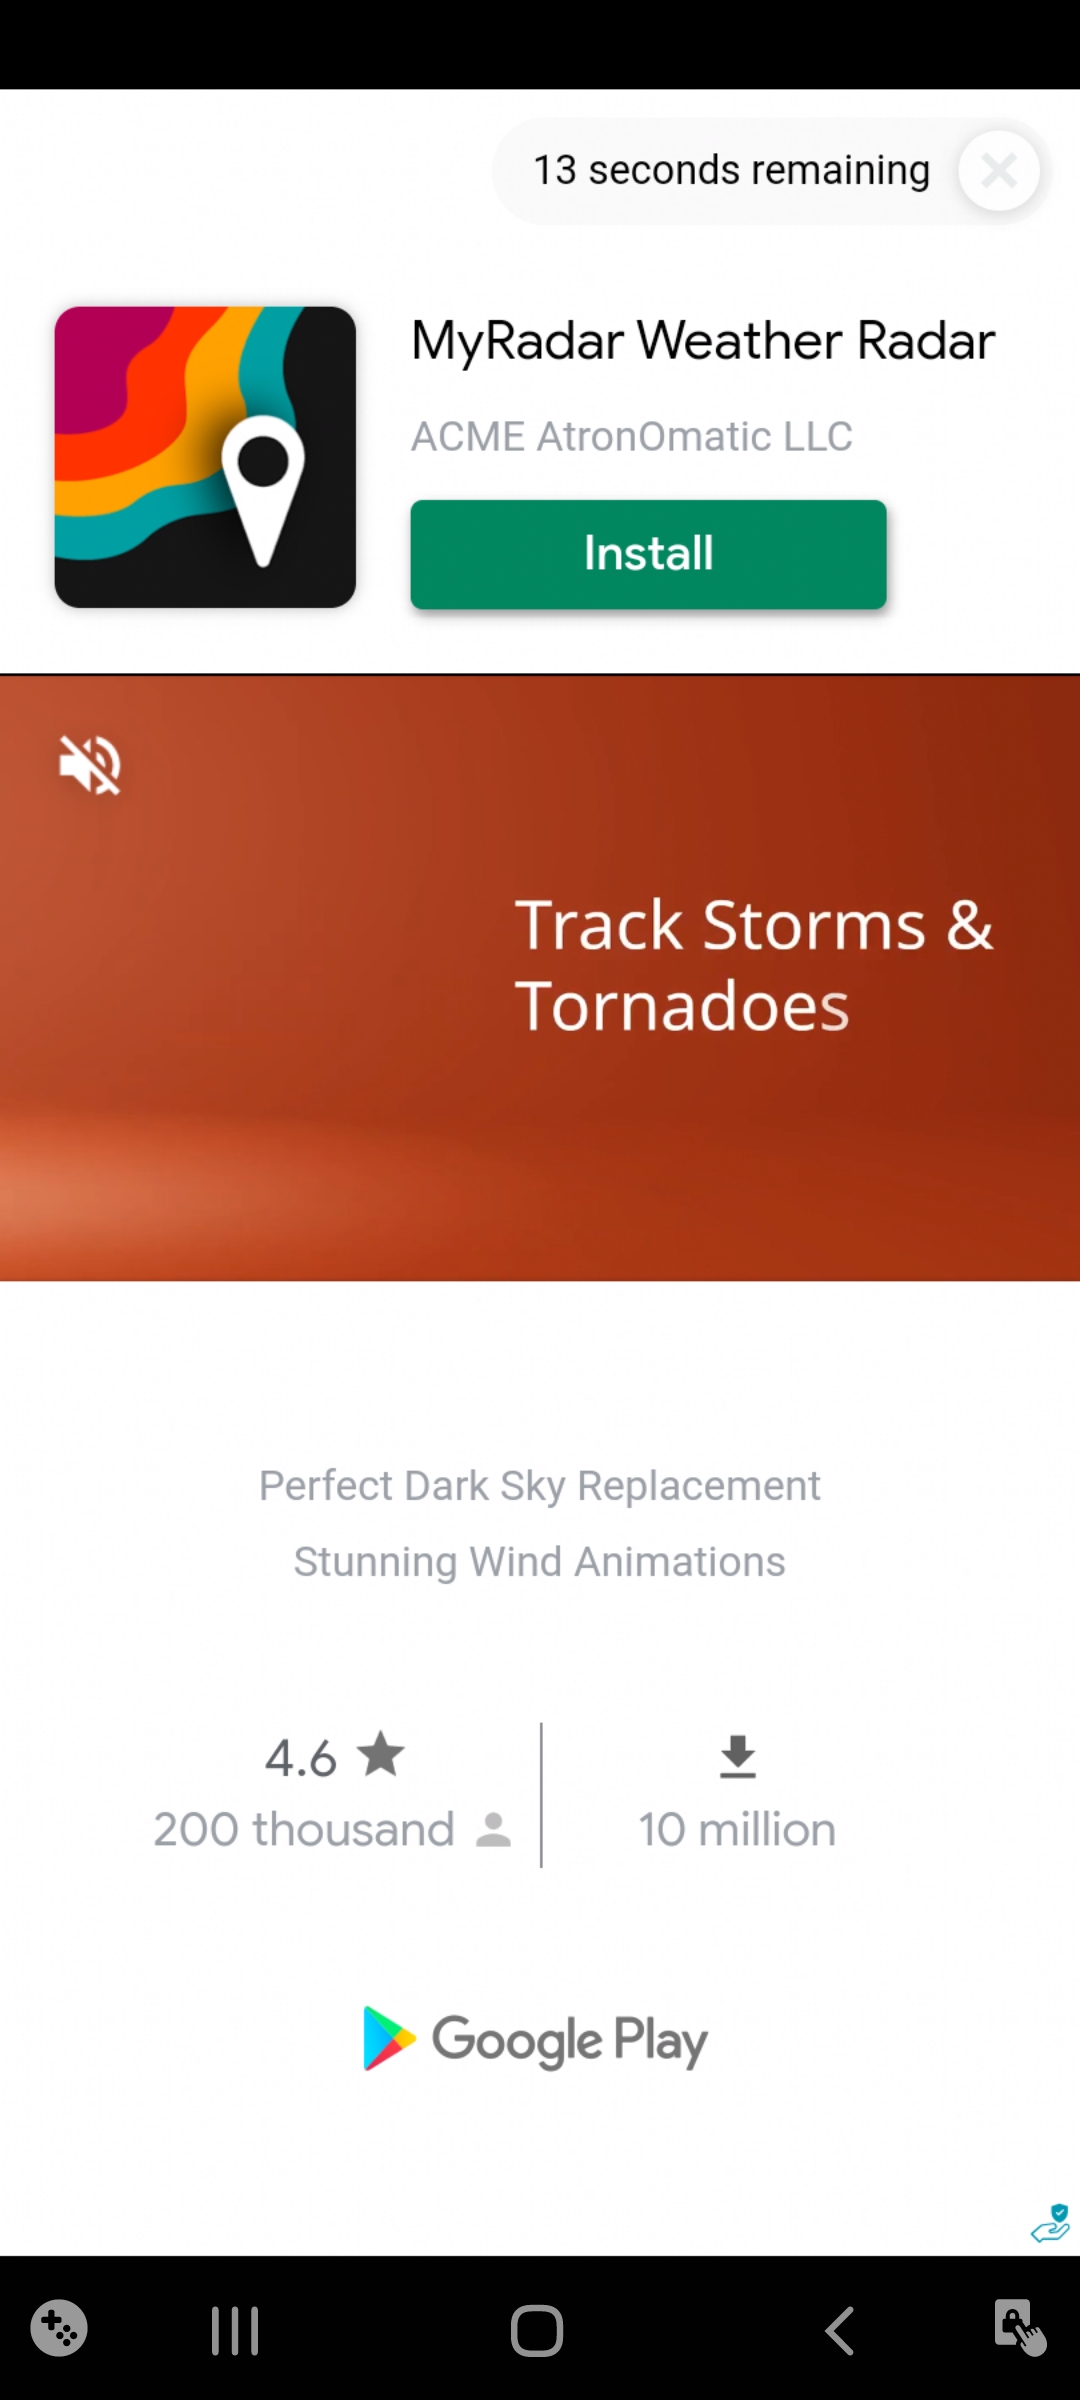 13 seconds remaining
MyRadar Weather Radar
ACME AtronOmatic LLC
Install
Track Storms &
Tornadoes
Perfect Dark Sky Replacement
Stunning Wind Animations
4.6
200 thousand
10 million
Google Play